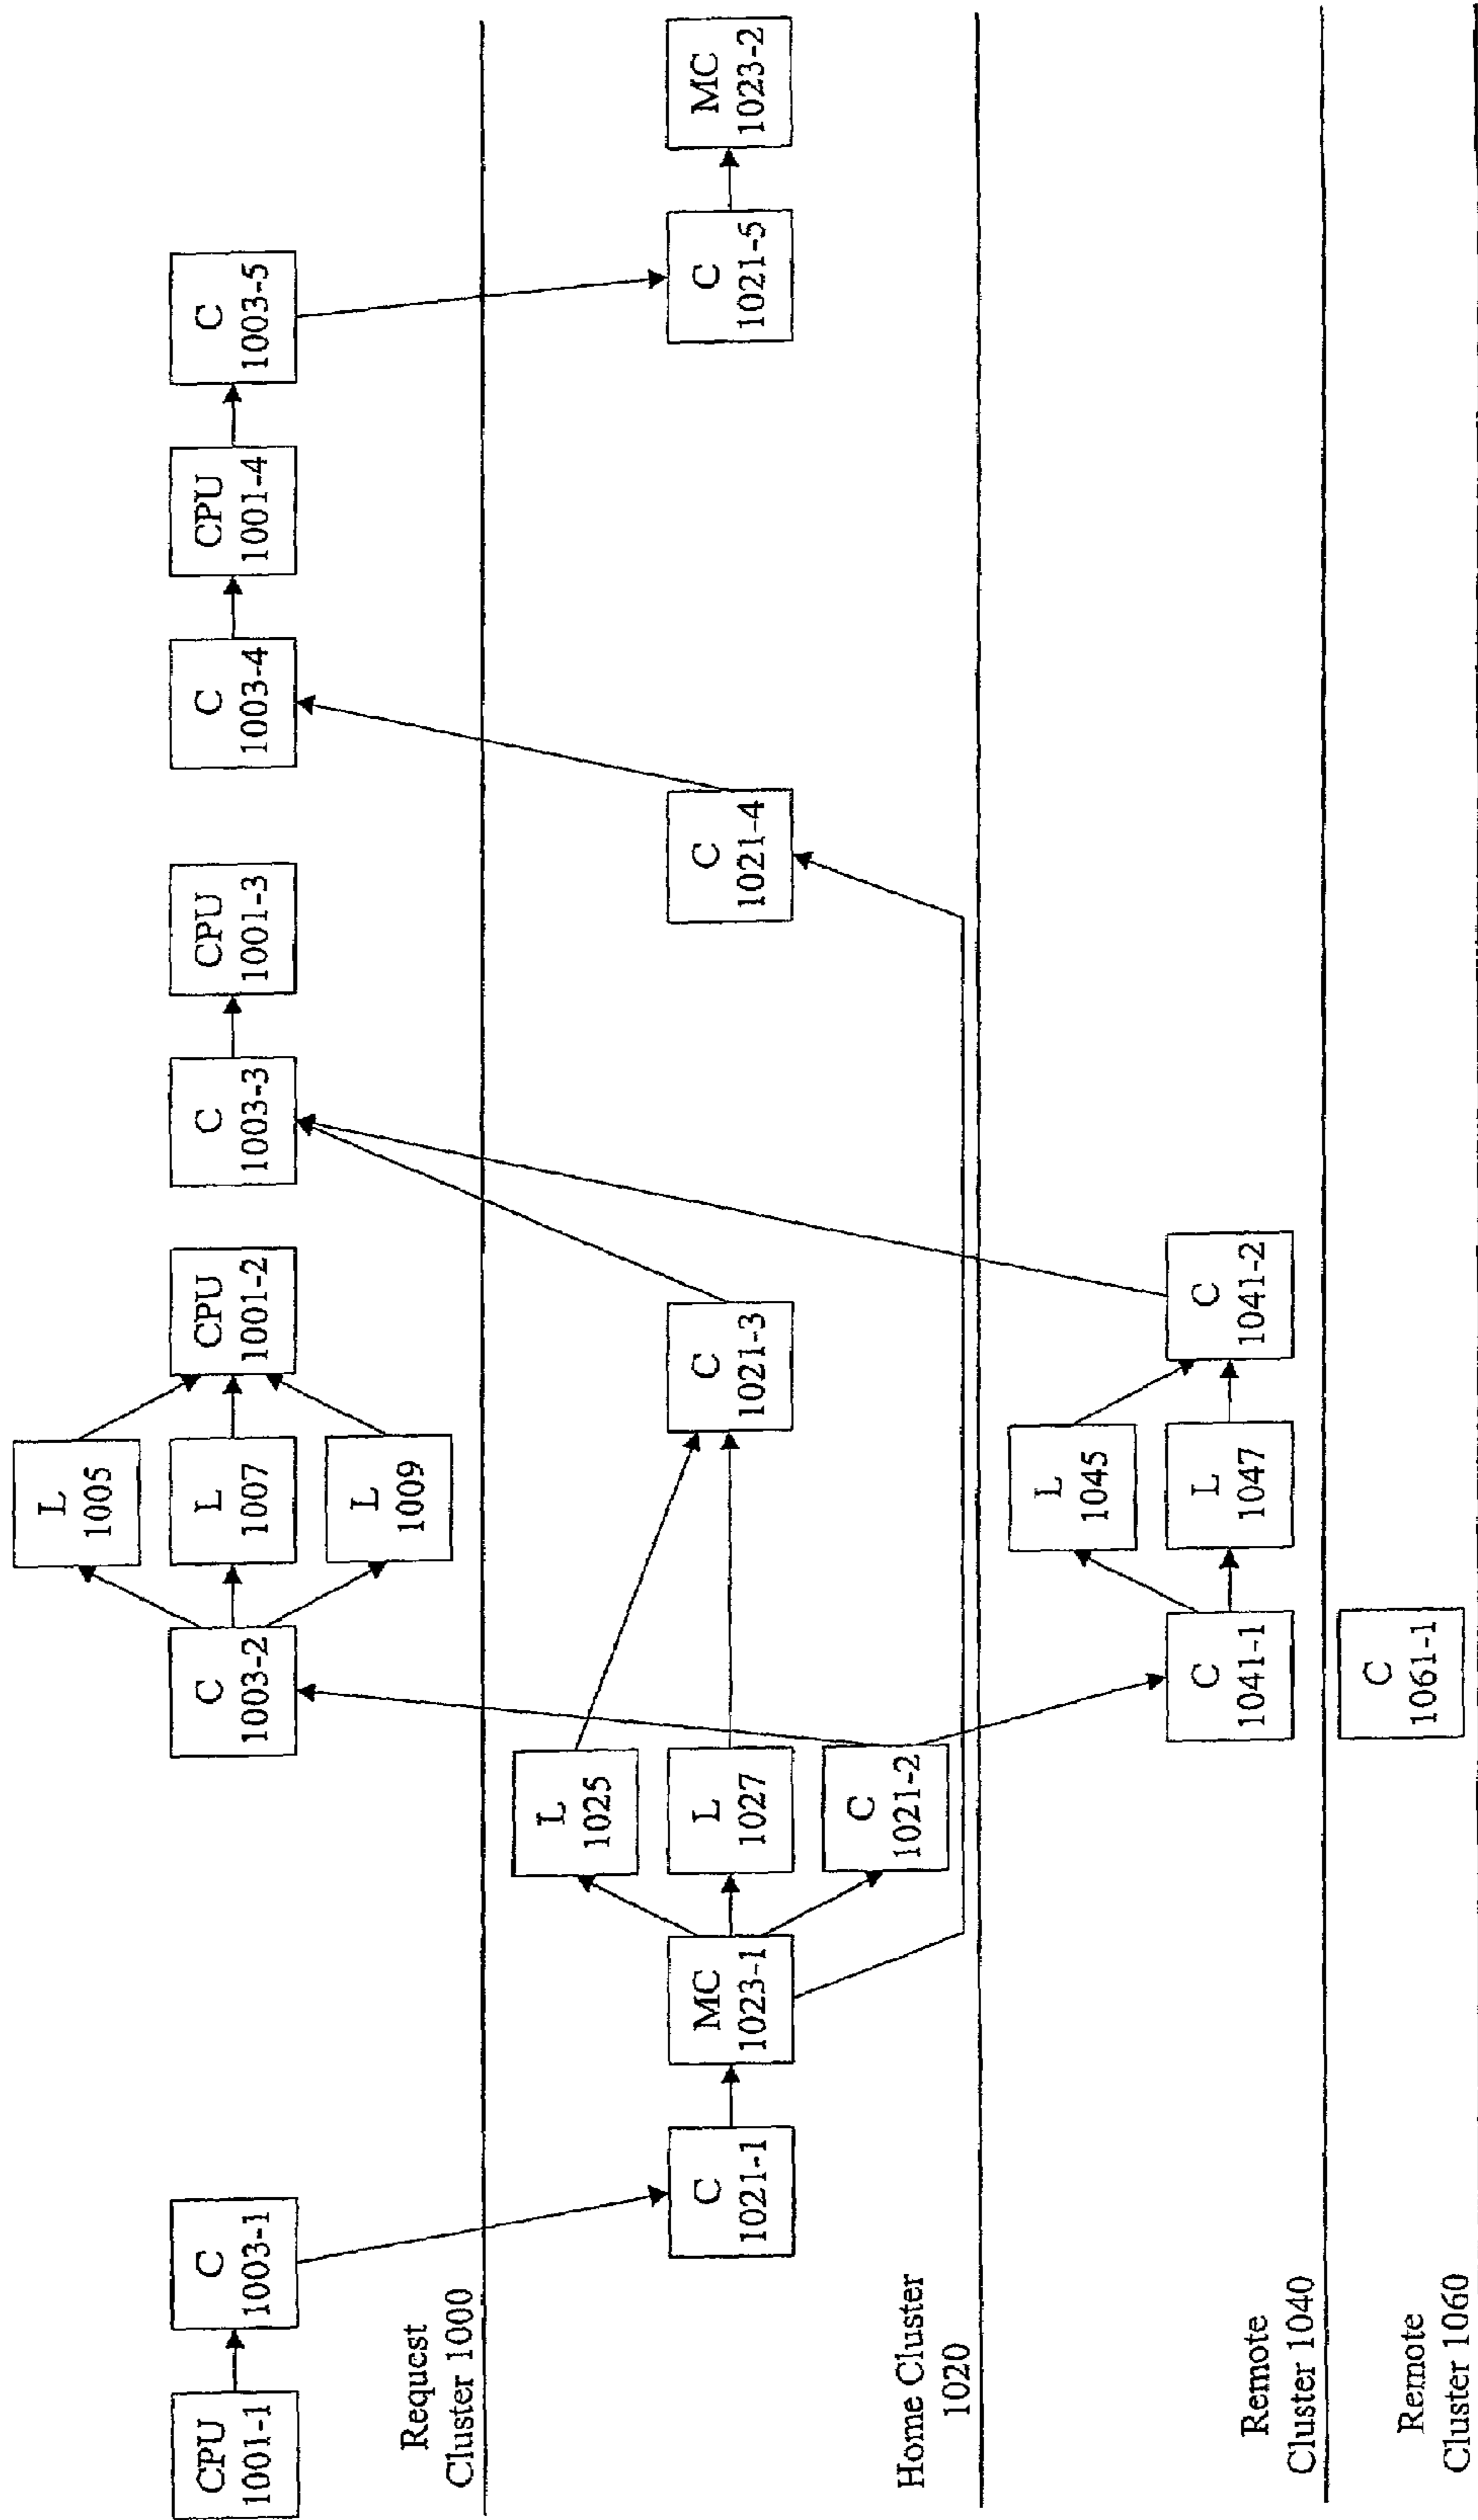 CPU
1001-1
C
1003-1
Request
Cluster 1000
C
1003-2
L
1005
L
1007
L
1009
CPU
1001-2
C
1003-3
CPU
1001-3
C
1003-4
CPU
1001-4
C
1003-5
Home Cluster
1020
C
1021-1
MC
1023-1
L
1025
L
1027
C
1021-2
C
1021-3
C
1021-4
C
1021-5
MC
1023-2
Remote
Cluster 1040
C
1041-1
L
1045
L
1047
C
1041-2
Remote
Cluster 1060
C
1061-1